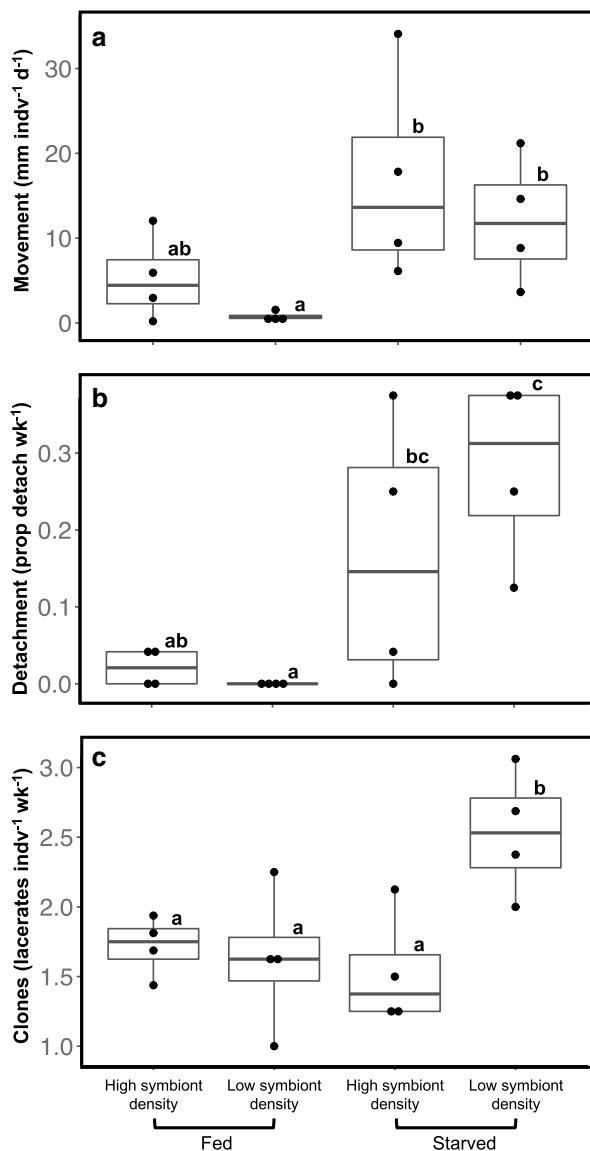 a
Movement (mm indv⁻¹ d⁻¹)
30
20
10
0
ab
a
b
b
b
Detachment (prop detach wk⁻¹)
0.3
0.2
0.1
0.0
ab
a
bc
c
c
Clones (lacerates indv⁻¹ wk⁻¹)
3.0
2.5
2.0
1.5
1.0
a
a
a
b
High symbiont
density
Low symbiont
density
High symbiont
density
Low symbiont
density
Fed
Starved